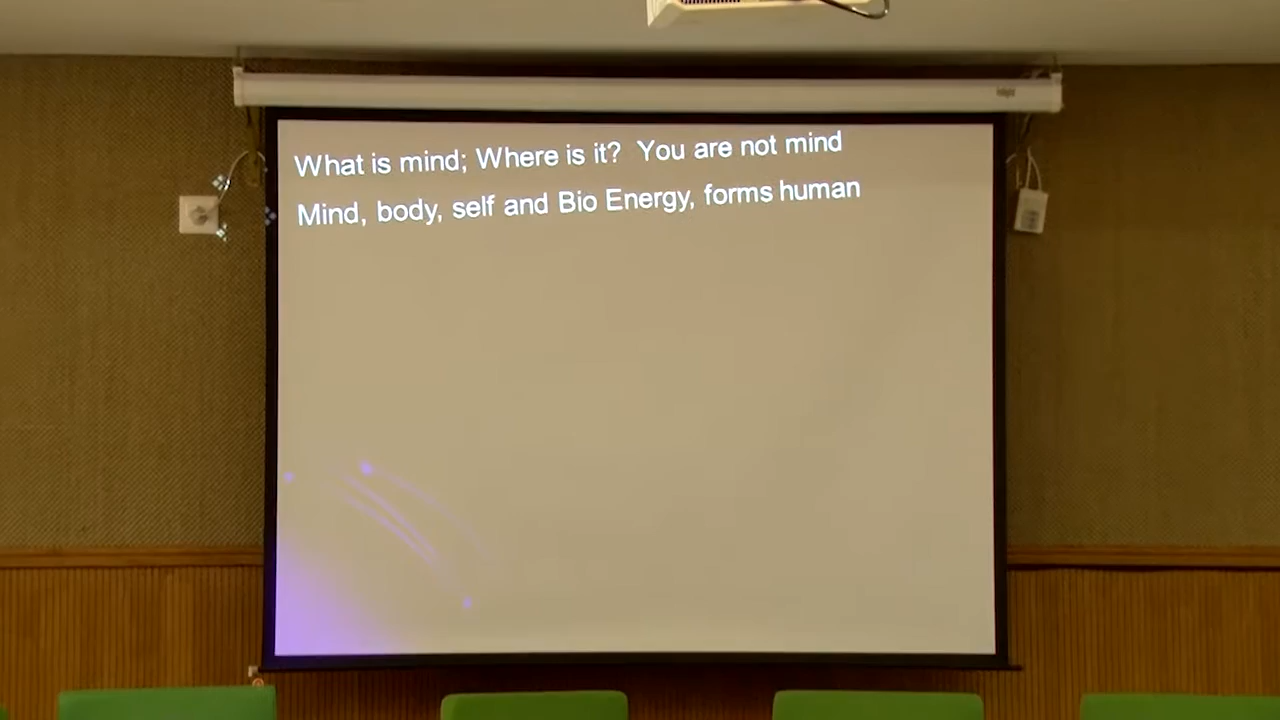 What is mind; Where is it? You are not mind
Mind, body, self and Bio Energy, forms human